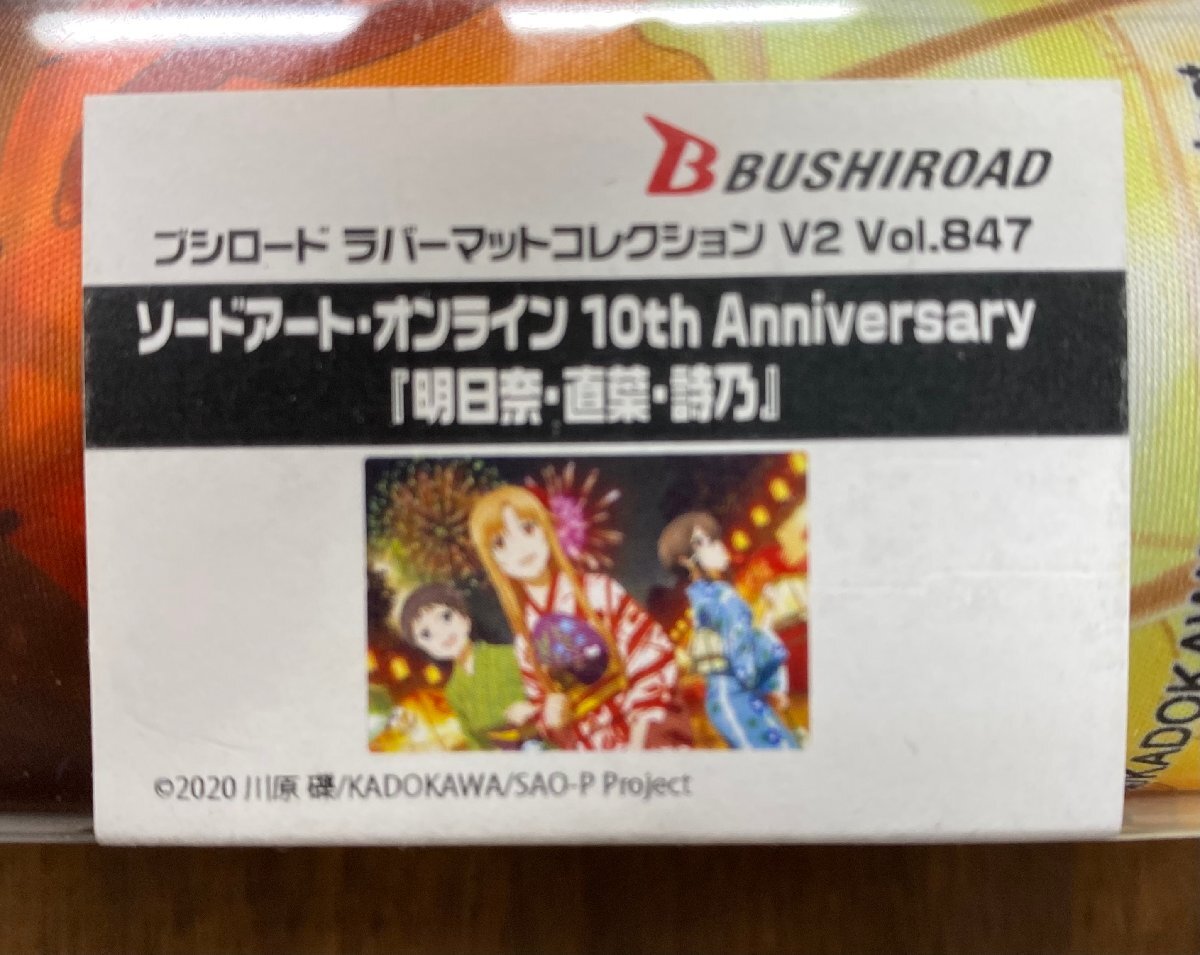 BUSHIROAD
ブシロード ラバーマットコレクション V2 Vol.847
ソードアート・オンライン 10th Anniversary
『明日奈・直葉・詩乃』
©2020 川原 礫/KADOKAWA/SAO-P Project
KADOKAWA